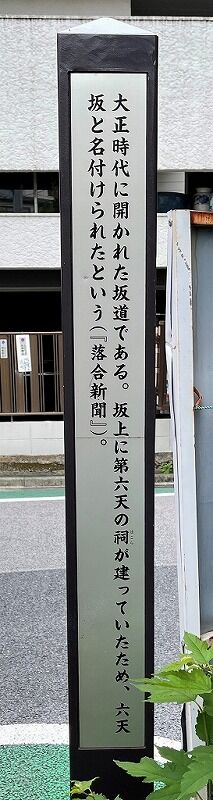 大正時代に開かれた坂道である。坂上に第六天の祠が建っていたため、六天
坂と名付けられたという(『落合新聞』)。